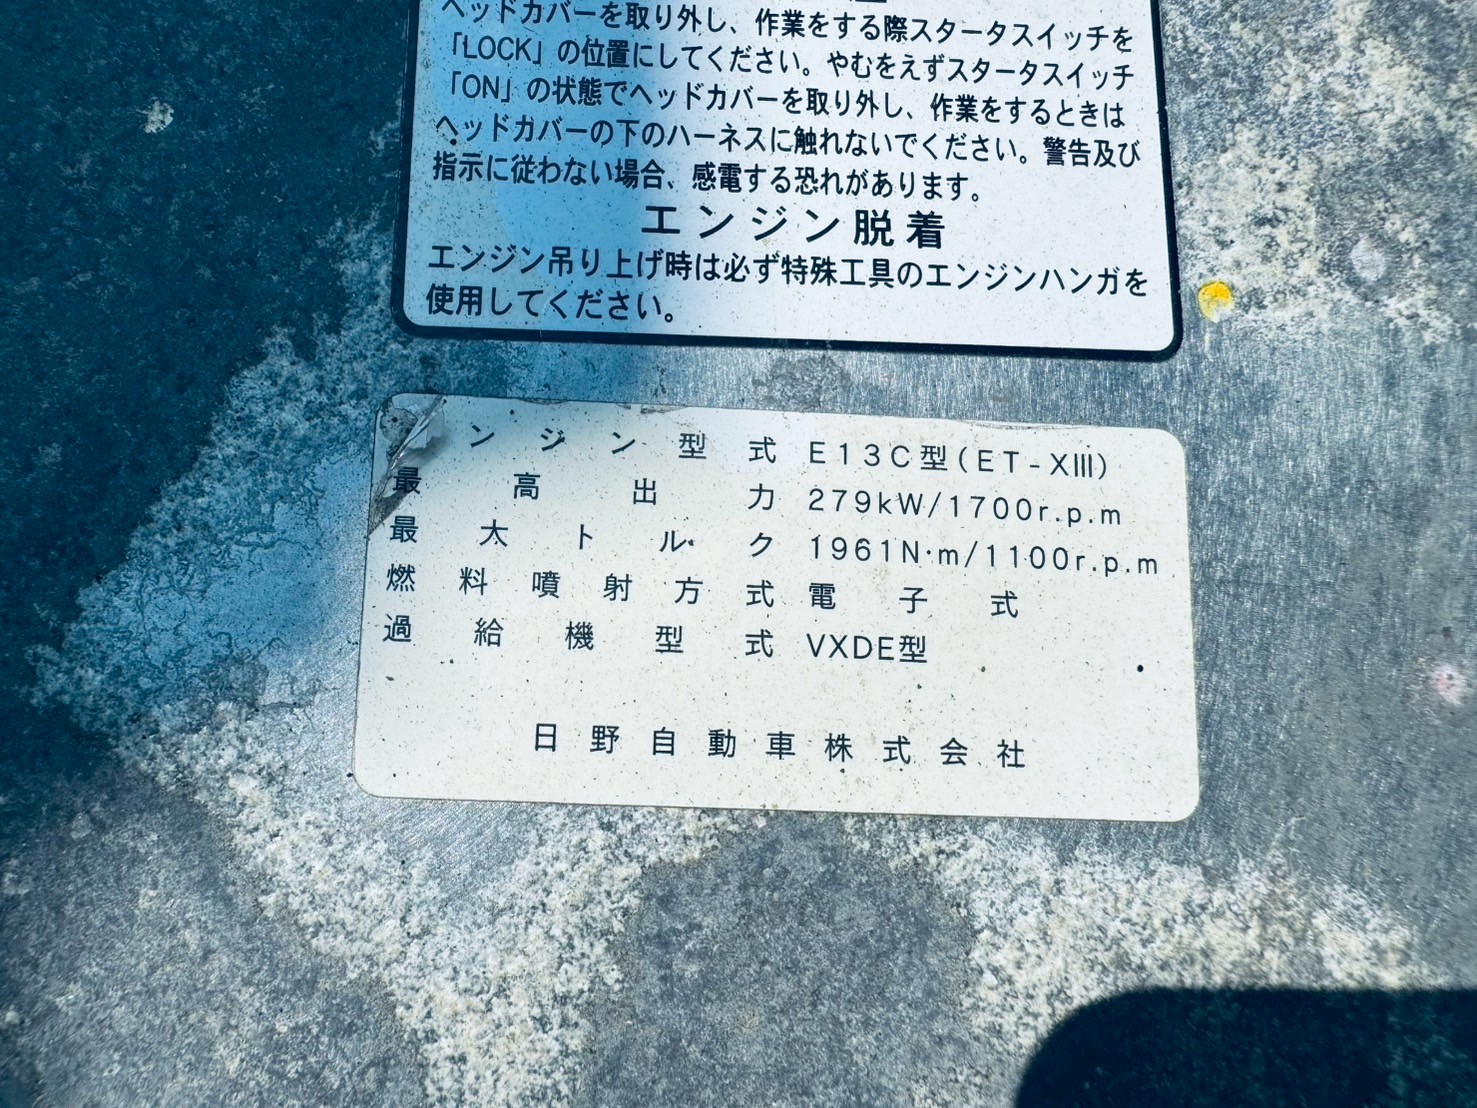 ヘッドカバーを取り外し、作業をする際スタータスイッチを
「LOCK」の位置にしてください。やむをえずスタータスイッチ
「ON」の状態でヘッドカバーを取り外し、作業をするときは
ヘッドカバーの下のハーネスに触れないでください。警告及び
指示に従わない場合、感電する恐れがあります。
エンジン脱着
エンジン吊り上げ時は必ず特殊工具のエンジンハンガを
使用してください。
ンジン型式 E13C型(ET-XⅢ)
最高出力 279kW/1700r.p.m
最大トルク 1961N·m/1100r.p.m
燃料噴射方式 電子式
過給機型式 VXDE型
日野自動車株式会社